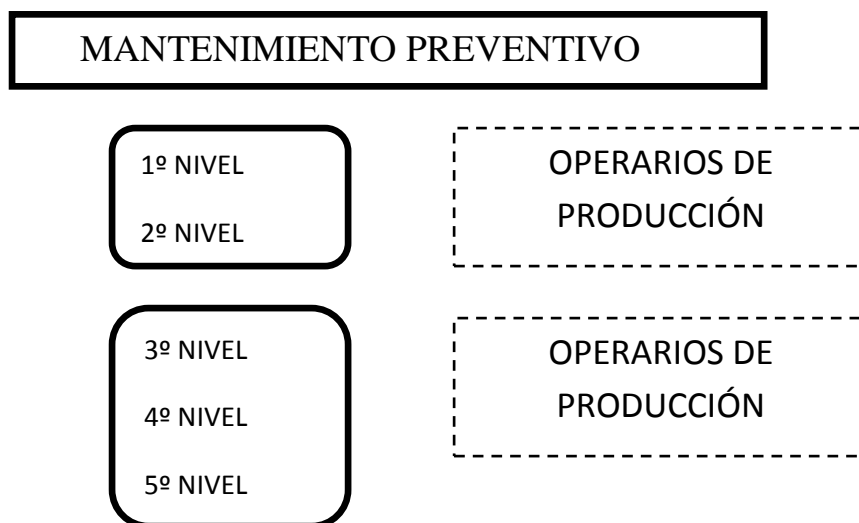 MANTENIMIENTO PREVENTIVO
1º NIVEL
2º NIVEL
OPERARIOS DE
PRODUCCIÓN
3º NIVEL
4º NIVEL
5º NIVEL
OPERARIOS DE
PRODUCCIÓN